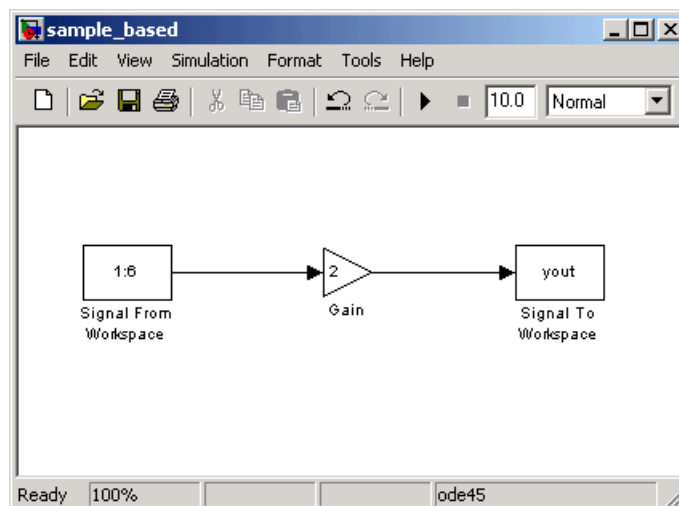 sample_based
File Edit View Simulation Format Tools Help
10.0 Normal
1:6 2 yout
Signal From
Workspace
Gain
Signal To
Workspace
Ready 100% ode45